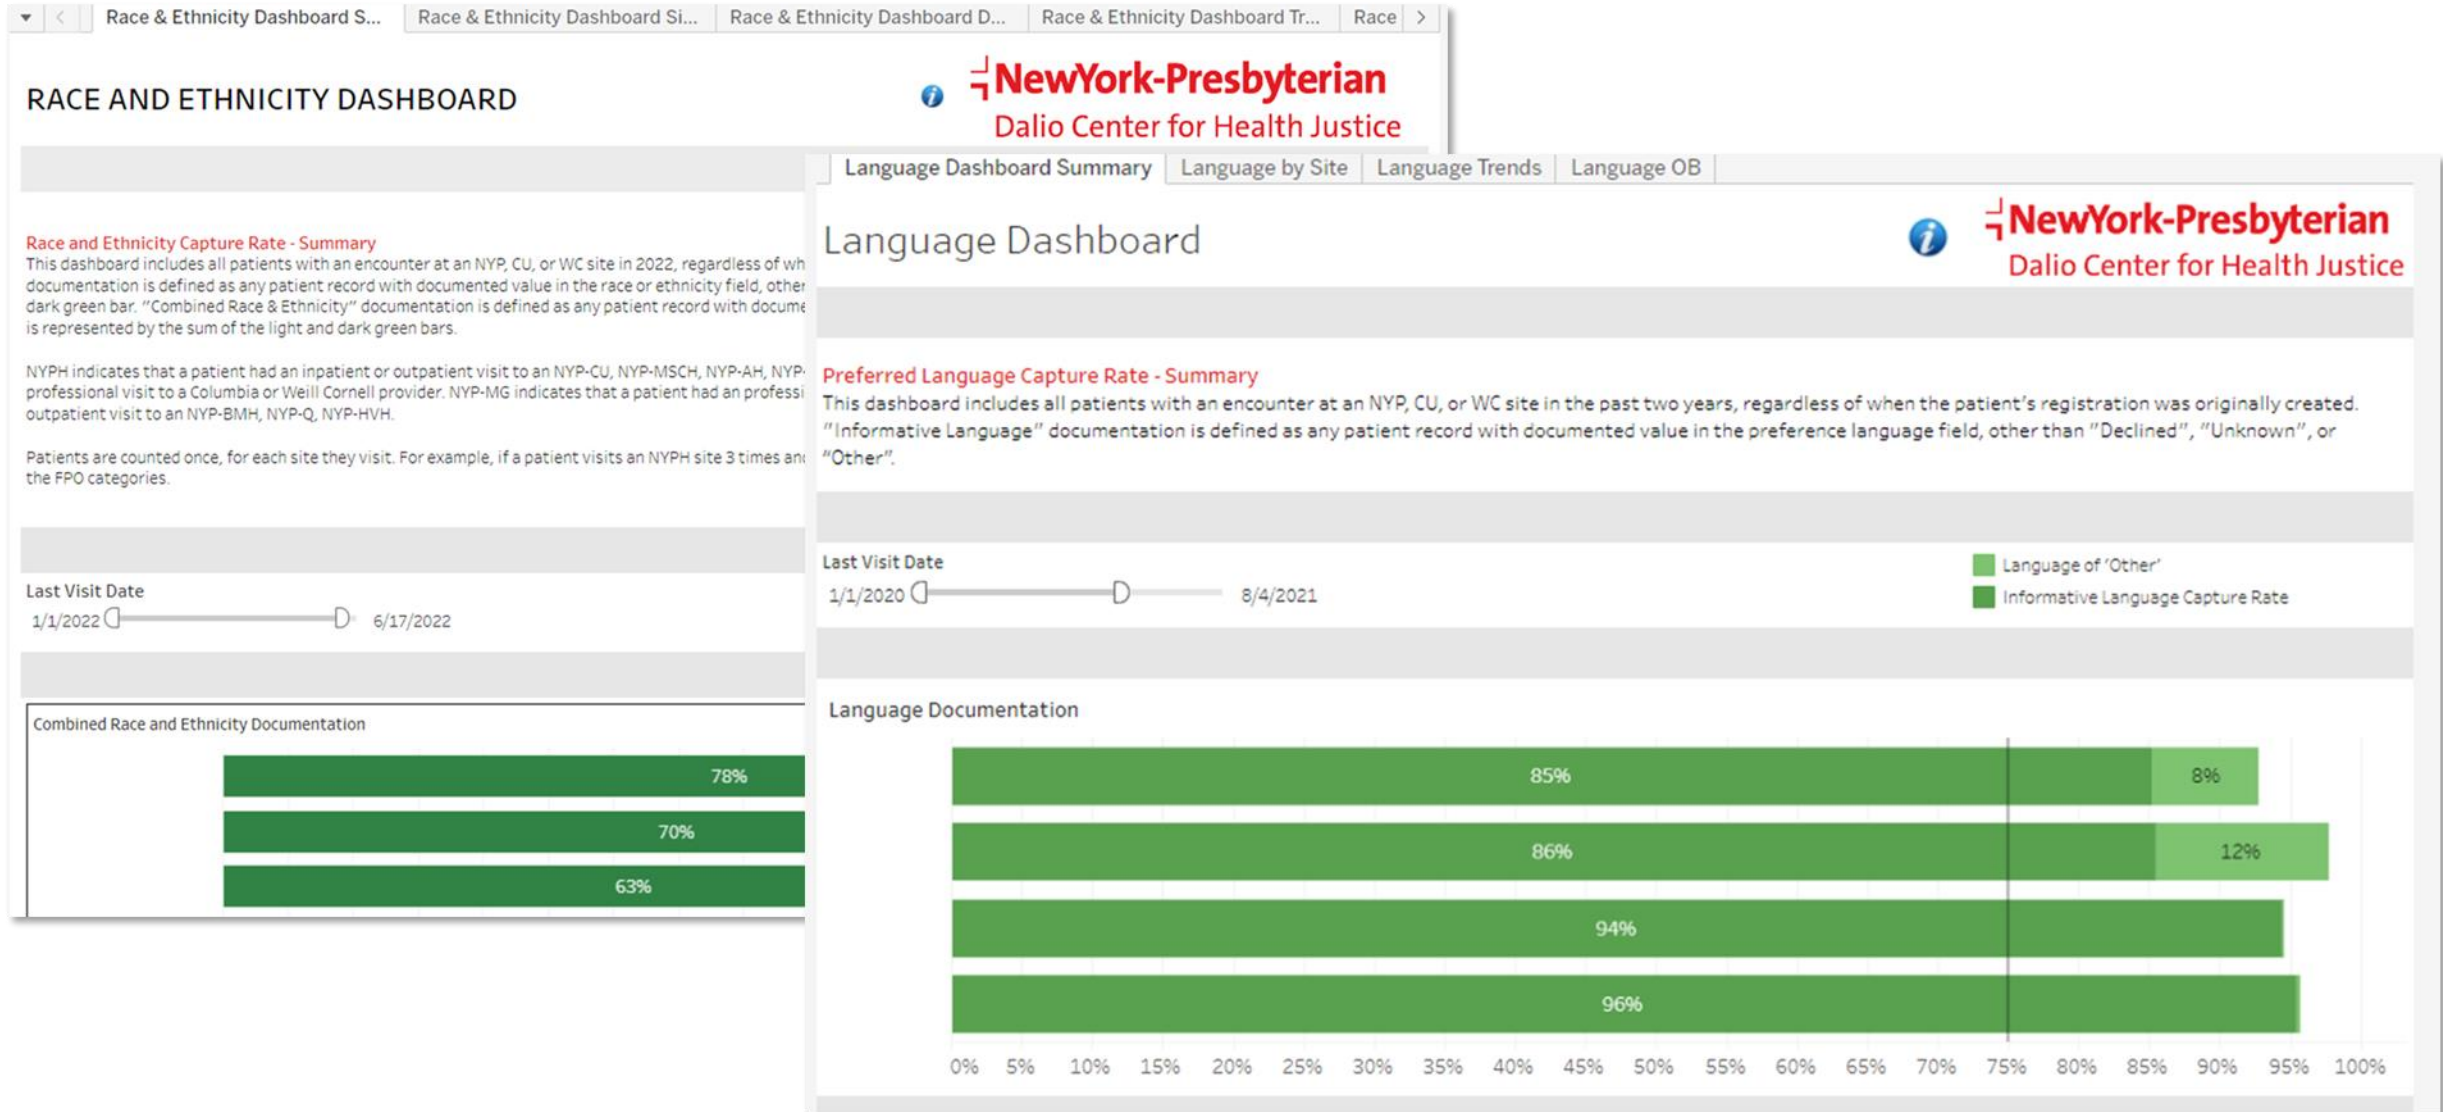 Race & Ethnicity Dashboard S...
Race & Ethnicity Dashboard Si...
Race & Ethnicity Dashboard D...
Race & Ethnicity Dashboard Tr...
Race
RACE AND ETHNICITY DASHBOARD
NewYork-Presbyterian
Dalio Center for Health Justice
Race and Ethnicity Capture Rate - Summary
This dashboard includes all patients with an encounter at an NYP, CU, or WC site in 2022, regardless of wh
documentation is defined as any patient record with documented value in the race or ethnicity field, other
dark green bar. "Combined Race & Ethnicity" documentation is defined as any patient record with docume
is represented by the sum of the light and dark green bars.
NYPH indicates that a patient had an inpatient or outpatient visit to an NYP-CU, NYP-MSCH, NYP-AH, NYP-
professional visit to a Columbia or Weill Cornell provider. NYP-MG indicates that a patient had an professi
outpatient visit to an NYP-BMH, NYP-Q, NYP-HVH.
Patients are counted once, for each site they visit. For example, if a patient visits an NYPH site 3 times and
the FPO categories.
Last Visit Date
1/1/2022
6/17/2022
Combined Race and Ethnicity Documentation
78%
70%
63%
Language Dashboard Summary
Language by Site
Language Trends
Language OB
Language Dashboard
NewYork-Presbyterian
Dalio Center for Health Justice
Preferred Language Capture Rate - Summary
This dashboard includes all patients with an encounter at an NYP, CU, or WC site in the past two years, regardless of when the patient's registration was originally created.
"Informative Language" documentation is defined as any patient record with documented value in the preference language field, other than "Declined", "Unknown", or
"Other".
Last Visit Date
1/1/2020
8/4/2021
Language of 'Other'
Informative Language Capture Rate
Language Documentation
85%
8%
86%
12%
94%
96%
0% 5% 10% 15% 20% 25% 30% 35% 40% 45% 50% 55% 60% 65% 70% 75% 80% 85% 90% 95% 100%